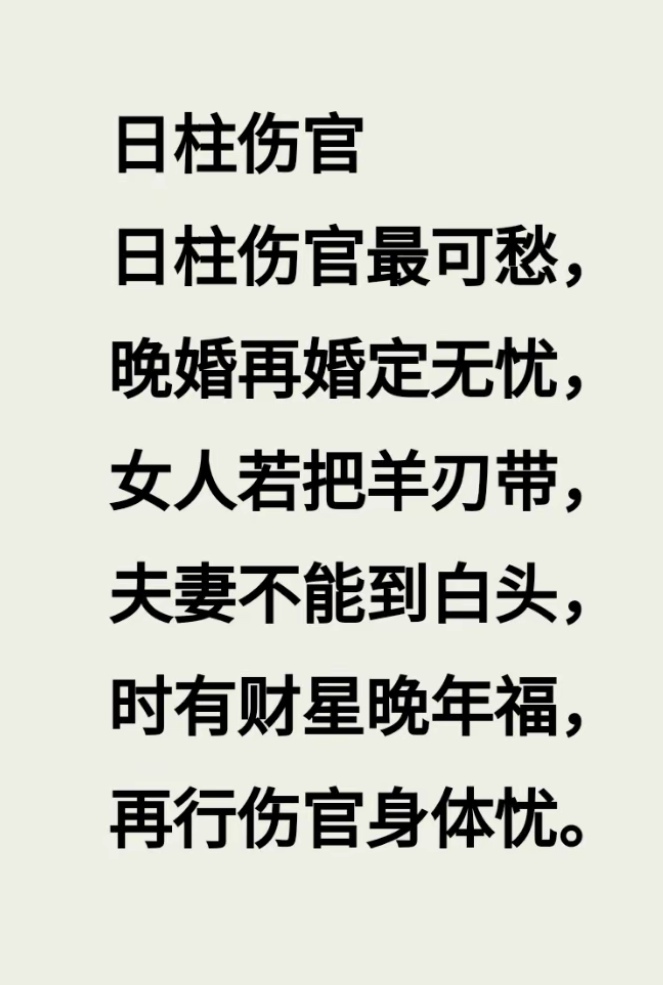 日柱伤官
日柱伤官最可愁，
晚婚再婚定无忧，
女人若把羊刃带，
夫妻不能到白头，
时有财星晚年福，
再行伤官身体忧。